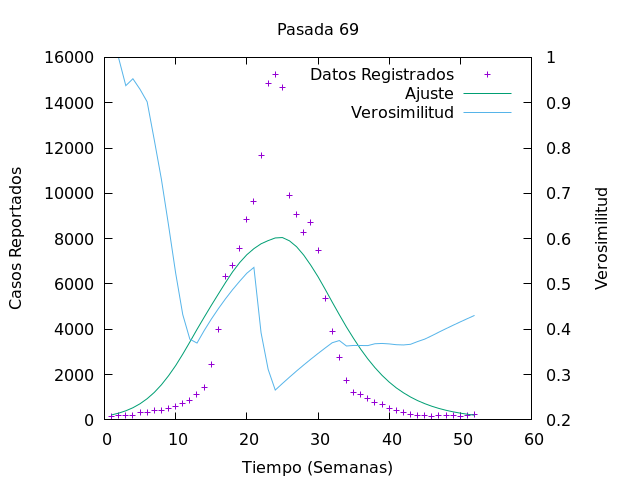 Pasada 69
Datos Registrados
Ajuste
Verosimilitud
Casos Reportados
16000
14000
12000
10000
8000
6000
4000
2000
0
1
0.9
0.8
0.7
0.6
0.5
0.4
0.3
0.2
Verosimilitud
0 10 20 30 40 50 60
Tiempo (Semanas)